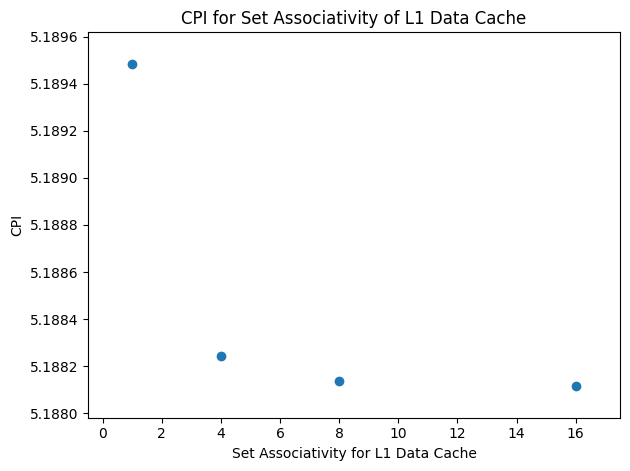 CPI for Set Associativity of L1 Data Cache
5.1896
5.1894
5.1892
5.1890
5.1888
5.1886
5.1884
5.1882
5.1880
CPI
0 2 4 6 8 10 12 14 16
Set Associativity for L1 Data Cache